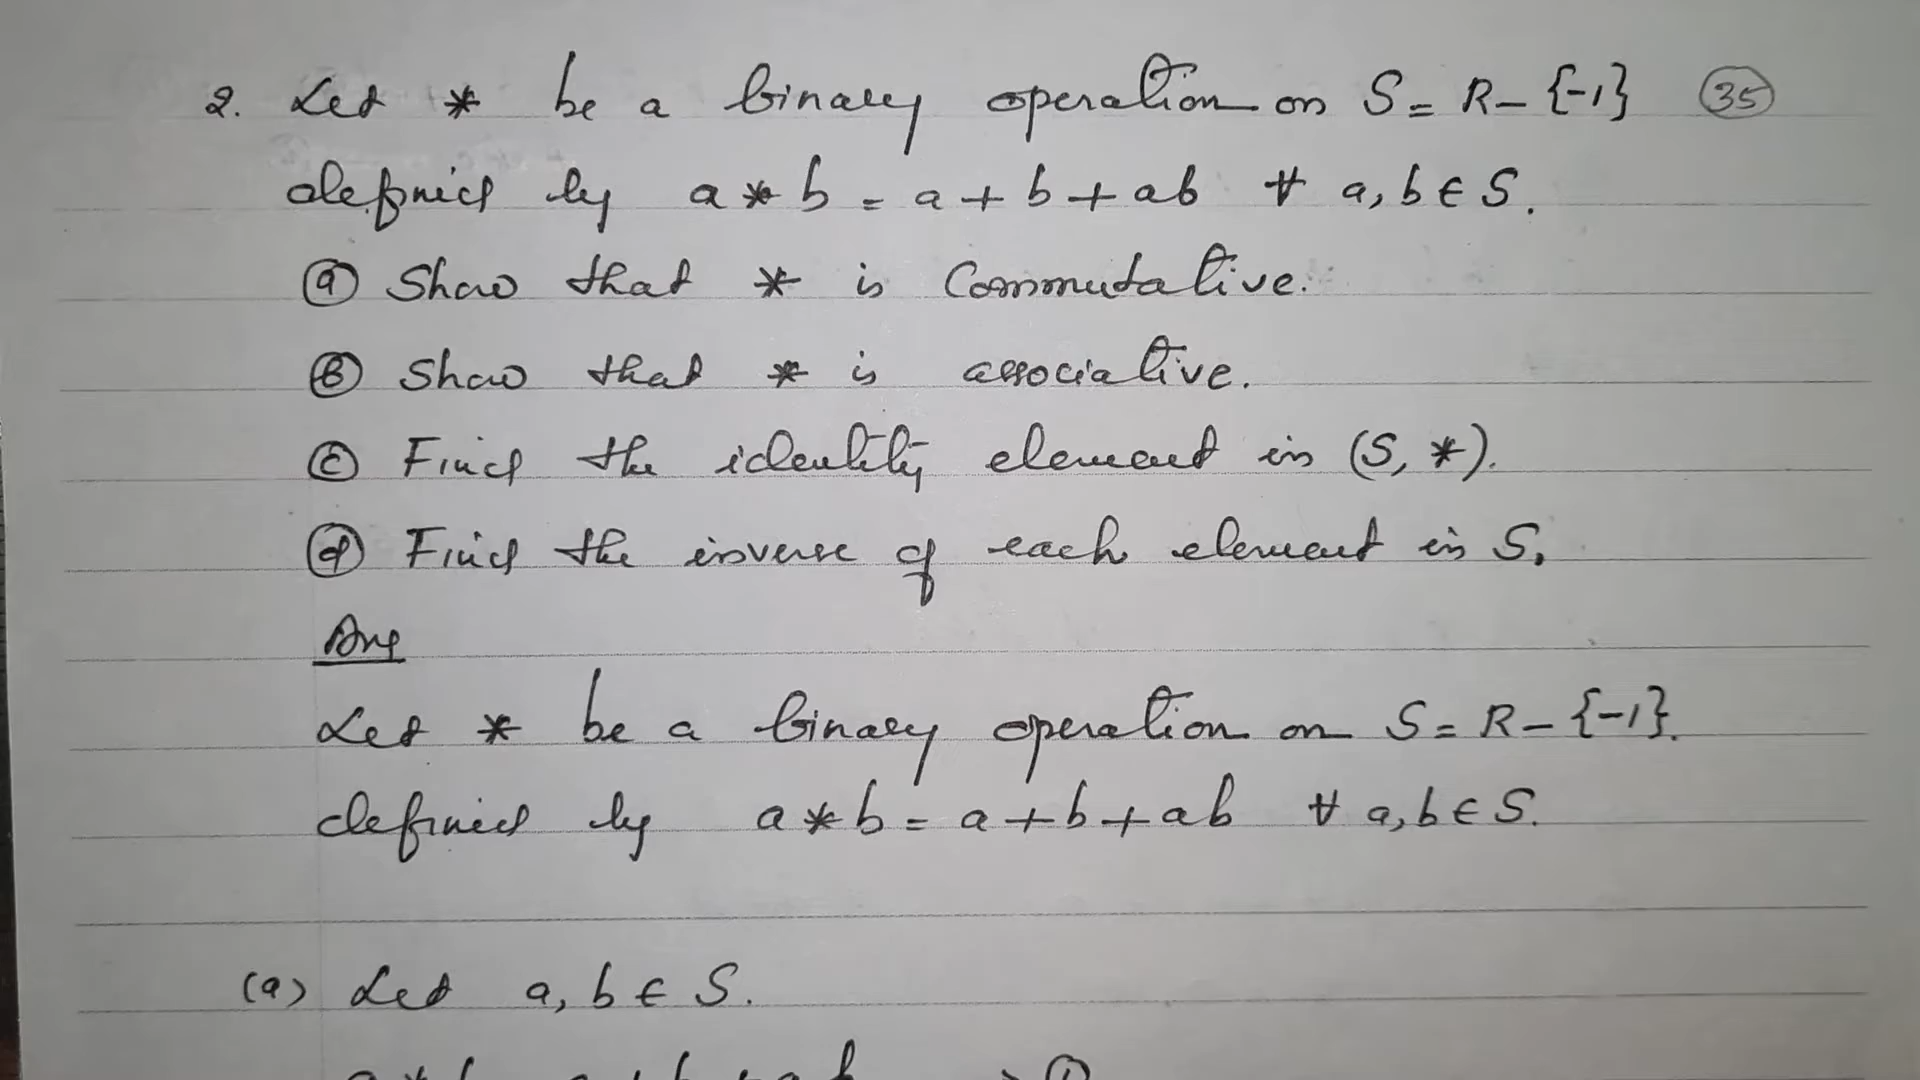 2. Let * be a binary operation on S = R - {-1} 35
defined by a * b = a + b + ab ∀ a, b ∈ S.
(a) Show that * is Commutative.
(b) Show that * is associative.
(c) Find the identity element in (S, *).
(d) Find the inverse of each element in S.
Ans
Let * be a binary operation on S = R - {-1}.
defined by a * b = a + b + ab ∀ a, b ∈ S.
(a) Let a, b ∈ S.